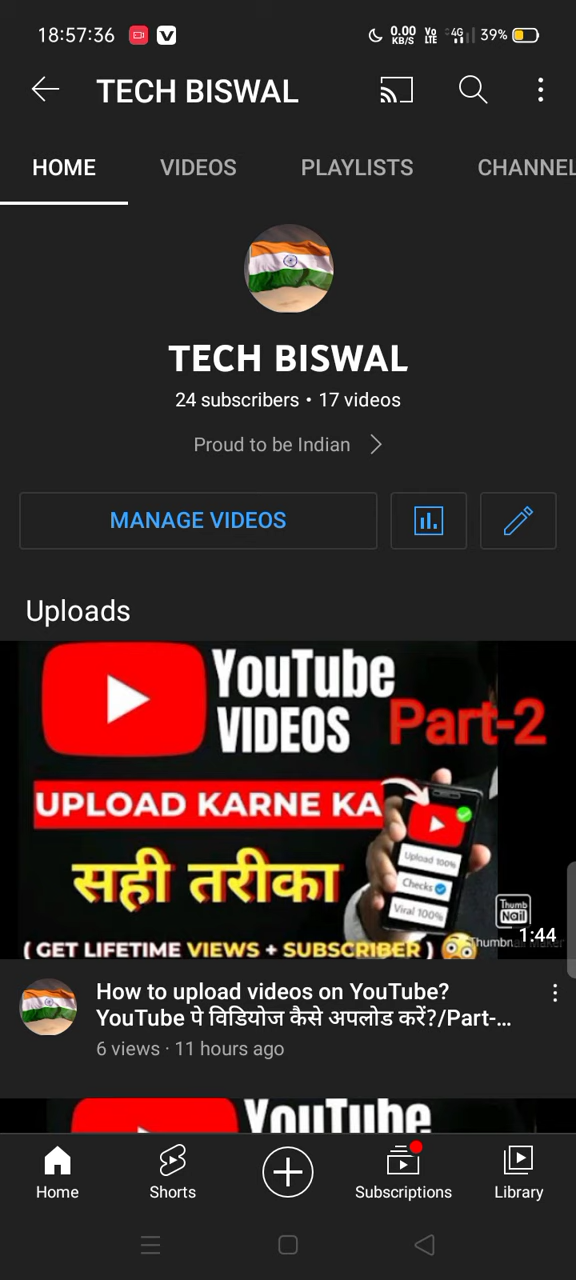 18:57:36
0.00 KB/S Vo LTE 4G 39%
TECH BISWAL
HOME VIDEOS PLAYLISTS CHANNEL
TECH BISWAL
24 subscribers • 17 videos
Proud to be Indian
MANAGE VIDEOS
Uploads
YouTube
VIDEOS Part-2
UPLOAD KARNE KA
सही तरीका
Upload 100%
Checks
Viral 100%
Thumb
Nail
1:44
( GET LIFETIME VIEWS + SUBSCRIBER )
How to upload videos on YouTube?
YouTube पे विडियोज कैसे अपलोड करें?/Part-...
6 views · 11 hours ago
YouTube
Home Shorts Subscriptions Library